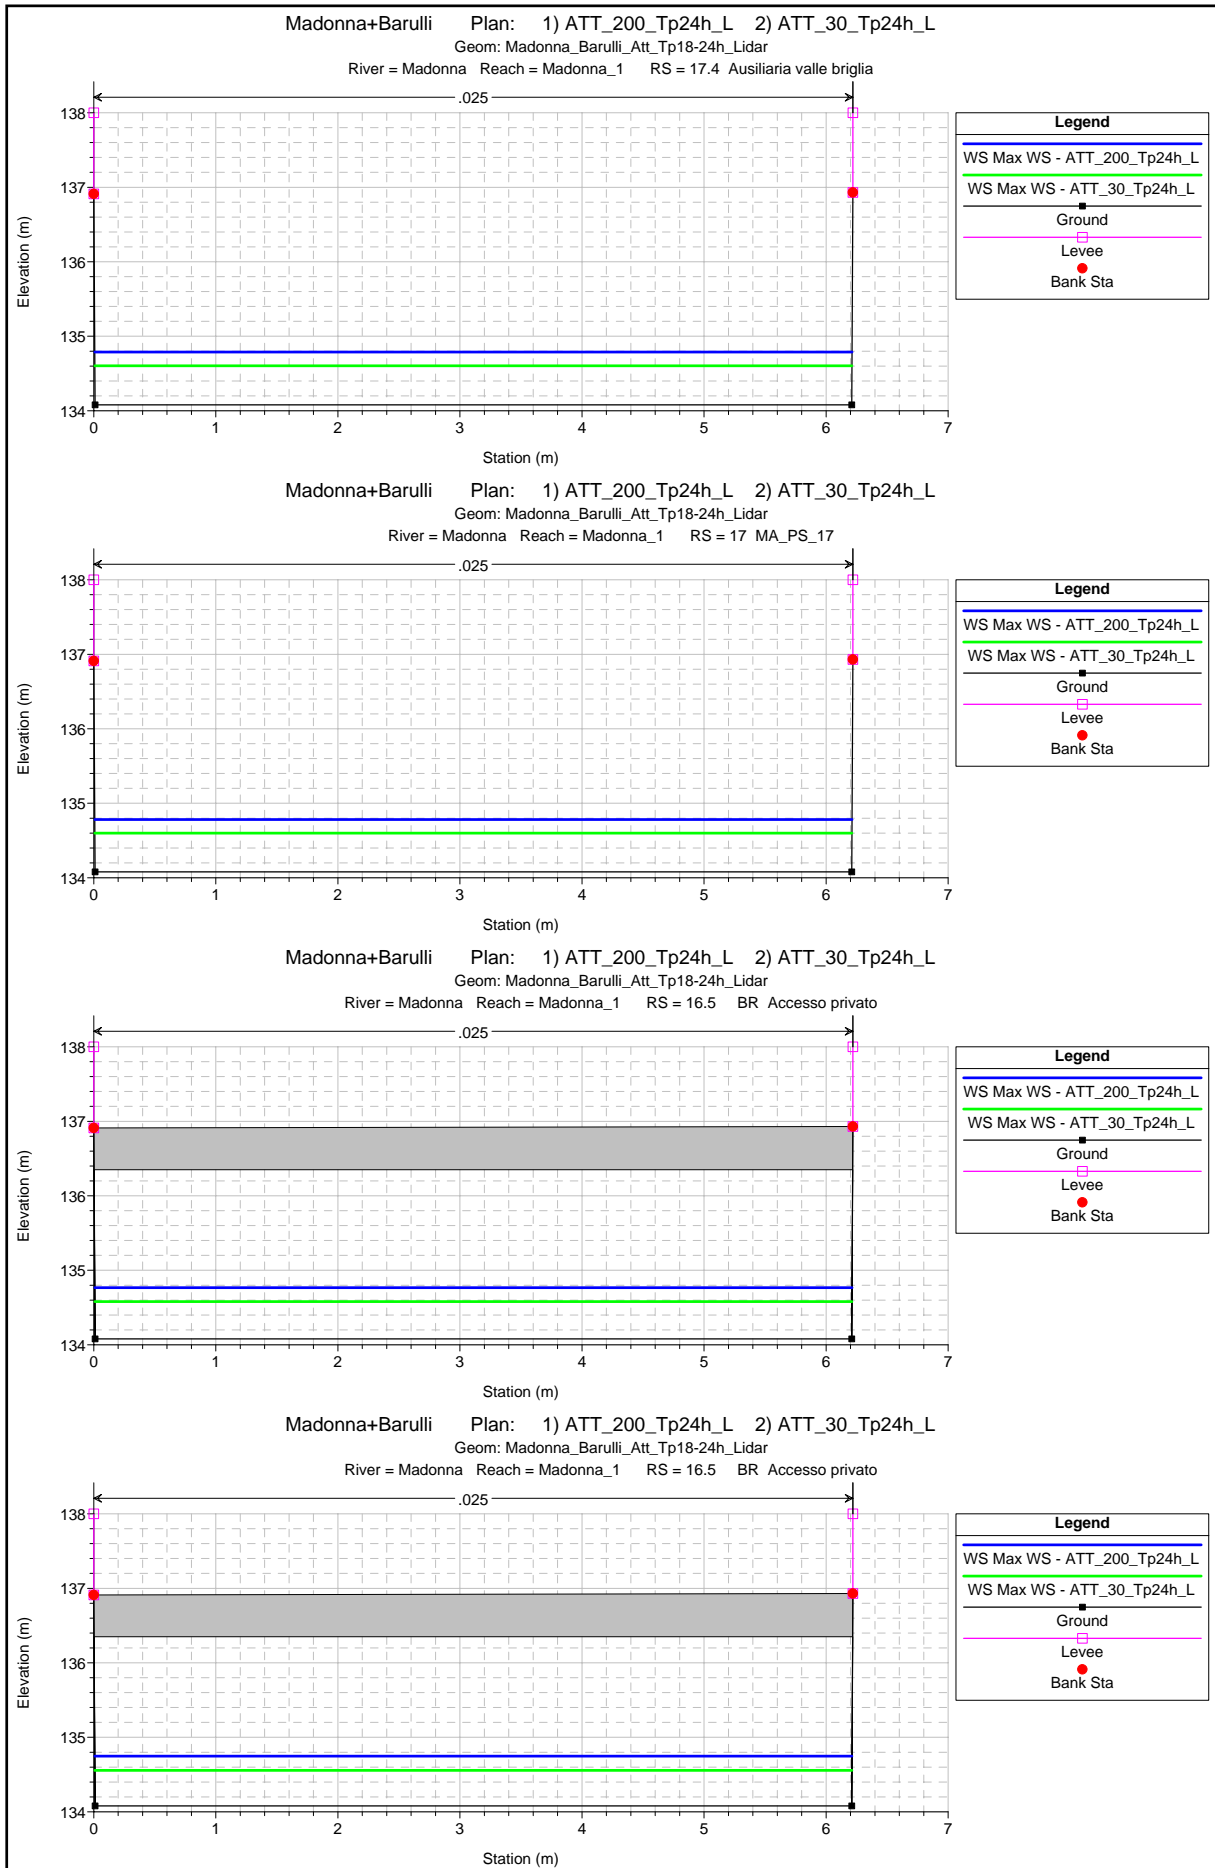 Madonna+Barulli Plan: 1) ATT_200_Tp24h_L 2) ATT_30_Tp24h_L
Geom: Madonna_Barulli_Att_Tp18-24h_Lidar
River = Madonna Reach = Madonna_1 RS = 17.4 Ausiliaria valle briglia
.025
138
137
136
135
134
Elevation (m)
0 1 2 3 4 5 6 7
Station (m)
Legend
WS Max WS - ATT_200_Tp24h_L
WS Max WS - ATT_30_Tp24h_L
Ground
Levee
Bank Sta
Madonna+Barulli Plan: 1) ATT_200_Tp24h_L 2) ATT_30_Tp24h_L
Geom: Madonna_Barulli_Att_Tp18-24h_Lidar
River = Madonna Reach = Madonna_1 RS = 17 MA_PS_17
.025
138
137
136
135
134
Elevation (m)
0 1 2 3 4 5 6 7
Station (m)
Legend
WS Max WS - ATT_200_Tp24h_L
WS Max WS - ATT_30_Tp24h_L
Ground
Levee
Bank Sta
Madonna+Barulli Plan: 1) ATT_200_Tp24h_L 2) ATT_30_Tp24h_L
Geom: Madonna_Barulli_Att_Tp18-24h_Lidar
River = Madonna Reach = Madonna_1 RS = 16.5 BR Accesso privato
.025
138
137
136
135
134
Elevation (m)
0 1 2 3 4 5 6 7
Station (m)
Legend
WS Max WS - ATT_200_Tp24h_L
WS Max WS - ATT_30_Tp24h_L
Ground
Levee
Bank Sta
Madonna+Barulli Plan: 1) ATT_200_Tp24h_L 2) ATT_30_Tp24h_L
Geom: Madonna_Barulli_Att_Tp18-24h_Lidar
River = Madonna Reach = Madonna_1 RS = 16.5 BR Accesso privato
.025
138
137
136
135
134
Elevation (m)
0 1 2 3 4 5 6 7
Station (m)
Legend
WS Max WS - ATT_200_Tp24h_L
WS Max WS - ATT_30_Tp24h_L
Ground
Levee
Bank Sta